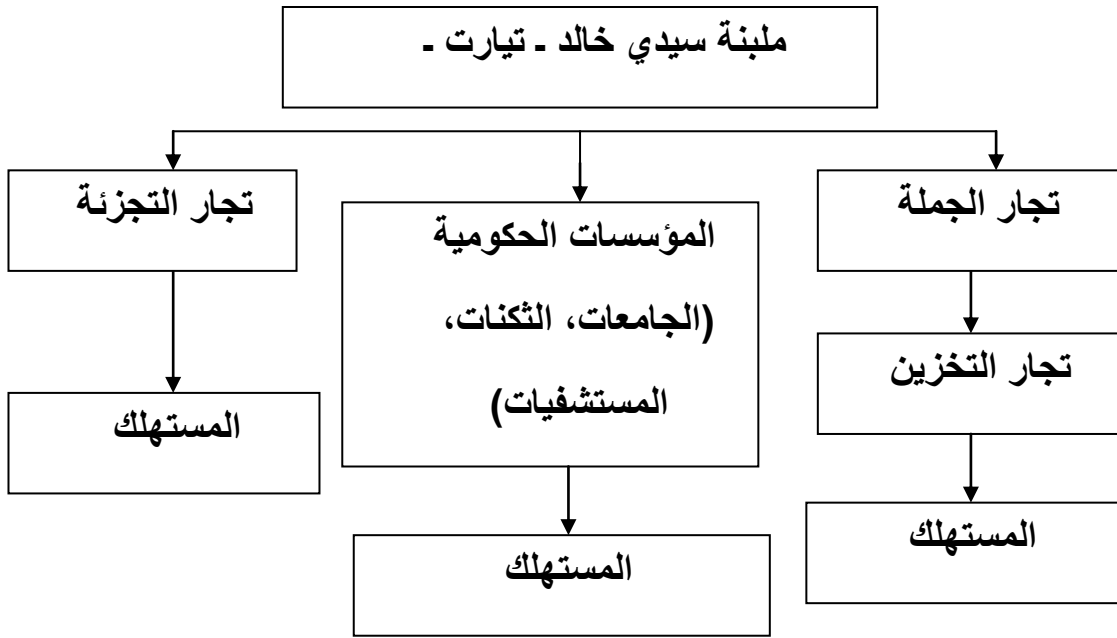 ملبنة سيدي خالد ـ تيارت ـ
تجار الجملة
تجار التخزين
المستهلك
المؤسسات الحكومية
(الجامعات، الثكنات،
المستشفيات)
المستهلك
تجار التجزئة
المستهلك